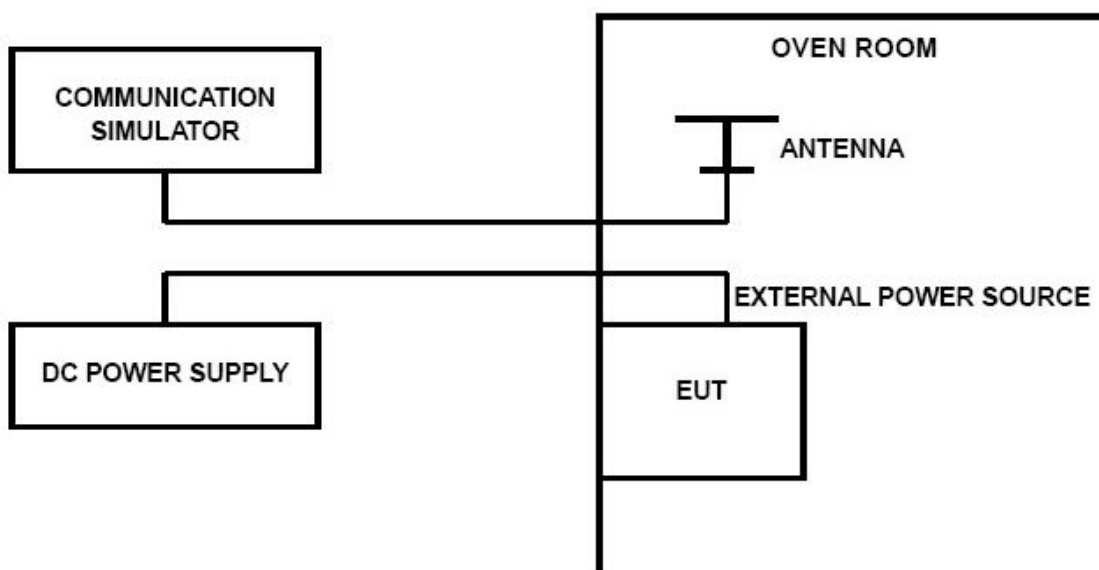 OVEN ROOM
COMMUNICATION
SIMULATOR
ANTENNA
EXTERNAL POWER SOURCE
DC POWER SUPPLY
EUT